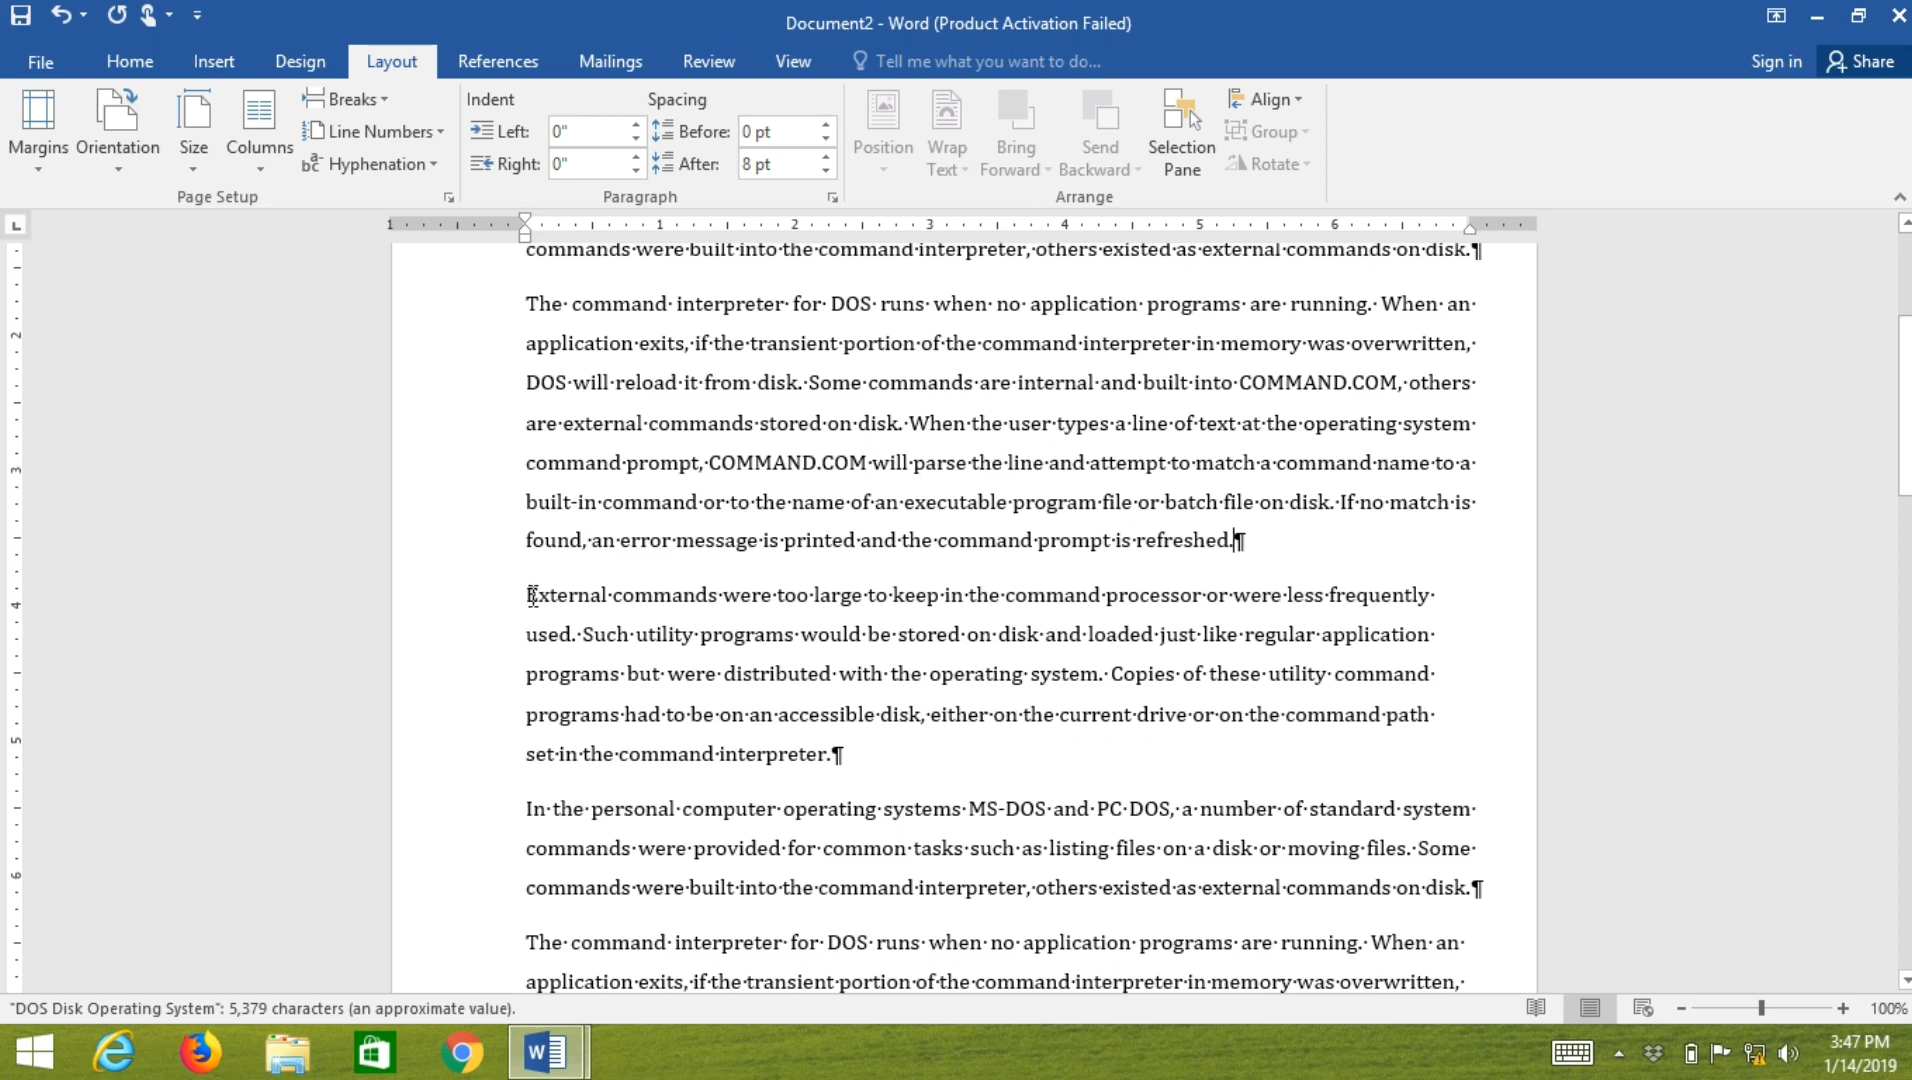 Document2 - Word (Product Activation Failed)
File Home Insert Design Layout References Mailings Review View Tell me what you want to do... Sign in Share
Margins Orientation Size Columns
Breaks
Line Numbers
Hyphenation
Page Setup
Indent Spacing
Left: 0" Before: 0 pt
Right: 0" After: 8 pt
Paragraph
Position Wrap Text Bring Forward Send Backward Selection Pane
Align
Group
Rotate
Arrange
L
1 1 2 3 4 5 6
2
3
4
5
6
commands were built into the command interpreter, others existed as external commands on disk.¶
The command interpreter for DOS runs when no application programs are running. When an
application exits, if the transient portion of the command interpreter in memory was overwritten,
DOS will reload it from disk. Some commands are internal and built into COMMAND.COM, others
are external commands stored on disk. When the user types a line of text at the operating system
command prompt, COMMAND.COM will parse the line and attempt to match a command name to a
built-in command or to the name of an executable program file or batch file on disk. If no match is
found, an error message is printed and the command prompt is refreshed.¶
External commands were too large to keep in the command processor or were less frequently
used. Such utility programs would be stored on disk and loaded just like regular application
programs but were distributed with the operating system. Copies of these utility command
programs had to be on an accessible disk, either on the current drive or on the command path
set in the command interpreter.¶
In the personal computer operating systems MS-DOS and PC DOS, a number of standard system
commands were provided for common tasks such as listing files on a disk or moving files. Some
commands were built into the command interpreter, others existed as external commands on disk.¶
The command interpreter for DOS runs when no application programs are running. When an
application exits, if the transient portion of the command interpreter in memory was overwritten,
"DOS Disk Operating System": 5,379 characters (an approximate value).
100%
3:47 PM
1/14/2019